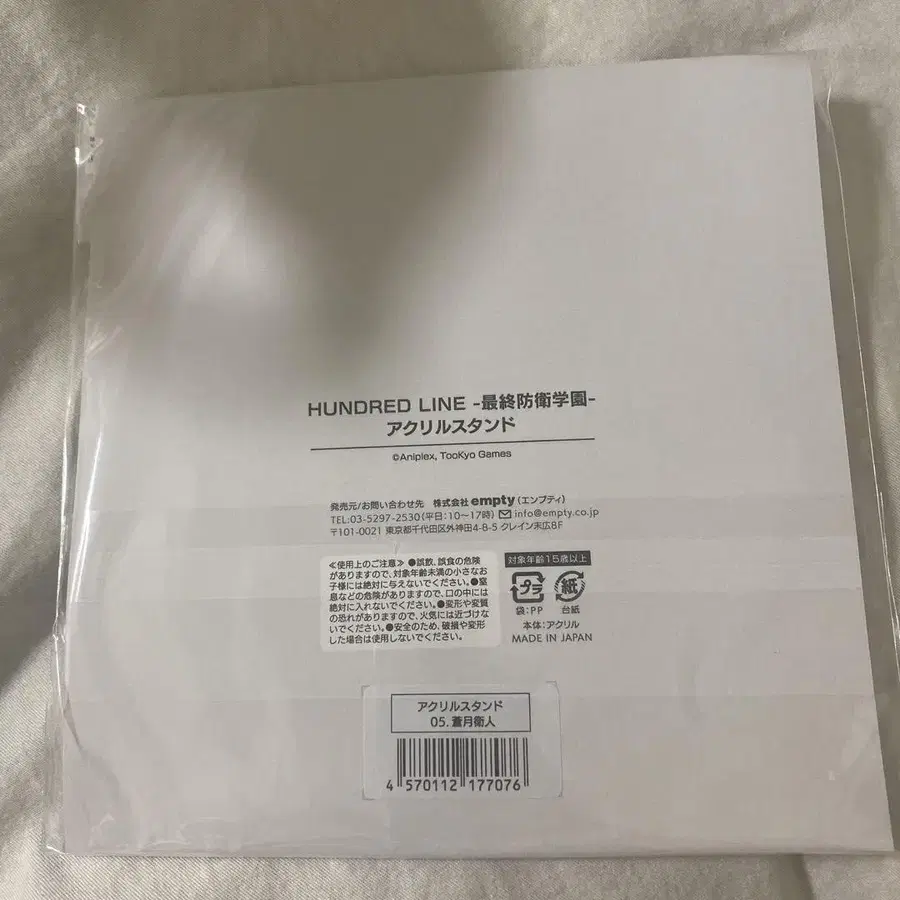 HUNDRED LINE -最終防衛学園-
アクリルスタンド
©Aniplex, TooKyo Games
発売元/お問い合わせ先 株式会社empty(エンプティ)
TEL:03-5297-2530(平日:10~17時) info@empty.co.jp
〒101-0021 東京都千代田区外神田4-8-5 クレイン末広8F
≪使用上のご注意≫ ●誤飲、誤食の危険
がありますので、対象年齢未満の小さなお
子様には絶対に与えないでください。●窒
息などの危険がありますので、口の中には
絶対に入れないでください。●変形や変質
の恐れがありますので、火気には近づけな
いでください。●安全のため、破損や変形
した場合は使用しないでください。
対象年齢15歳以上
プラ 紙
袋:PP 台紙
本体:アクリル
MADE IN JAPAN
アクリルスタンド
05. 蒼月衛人
4 570112 177076